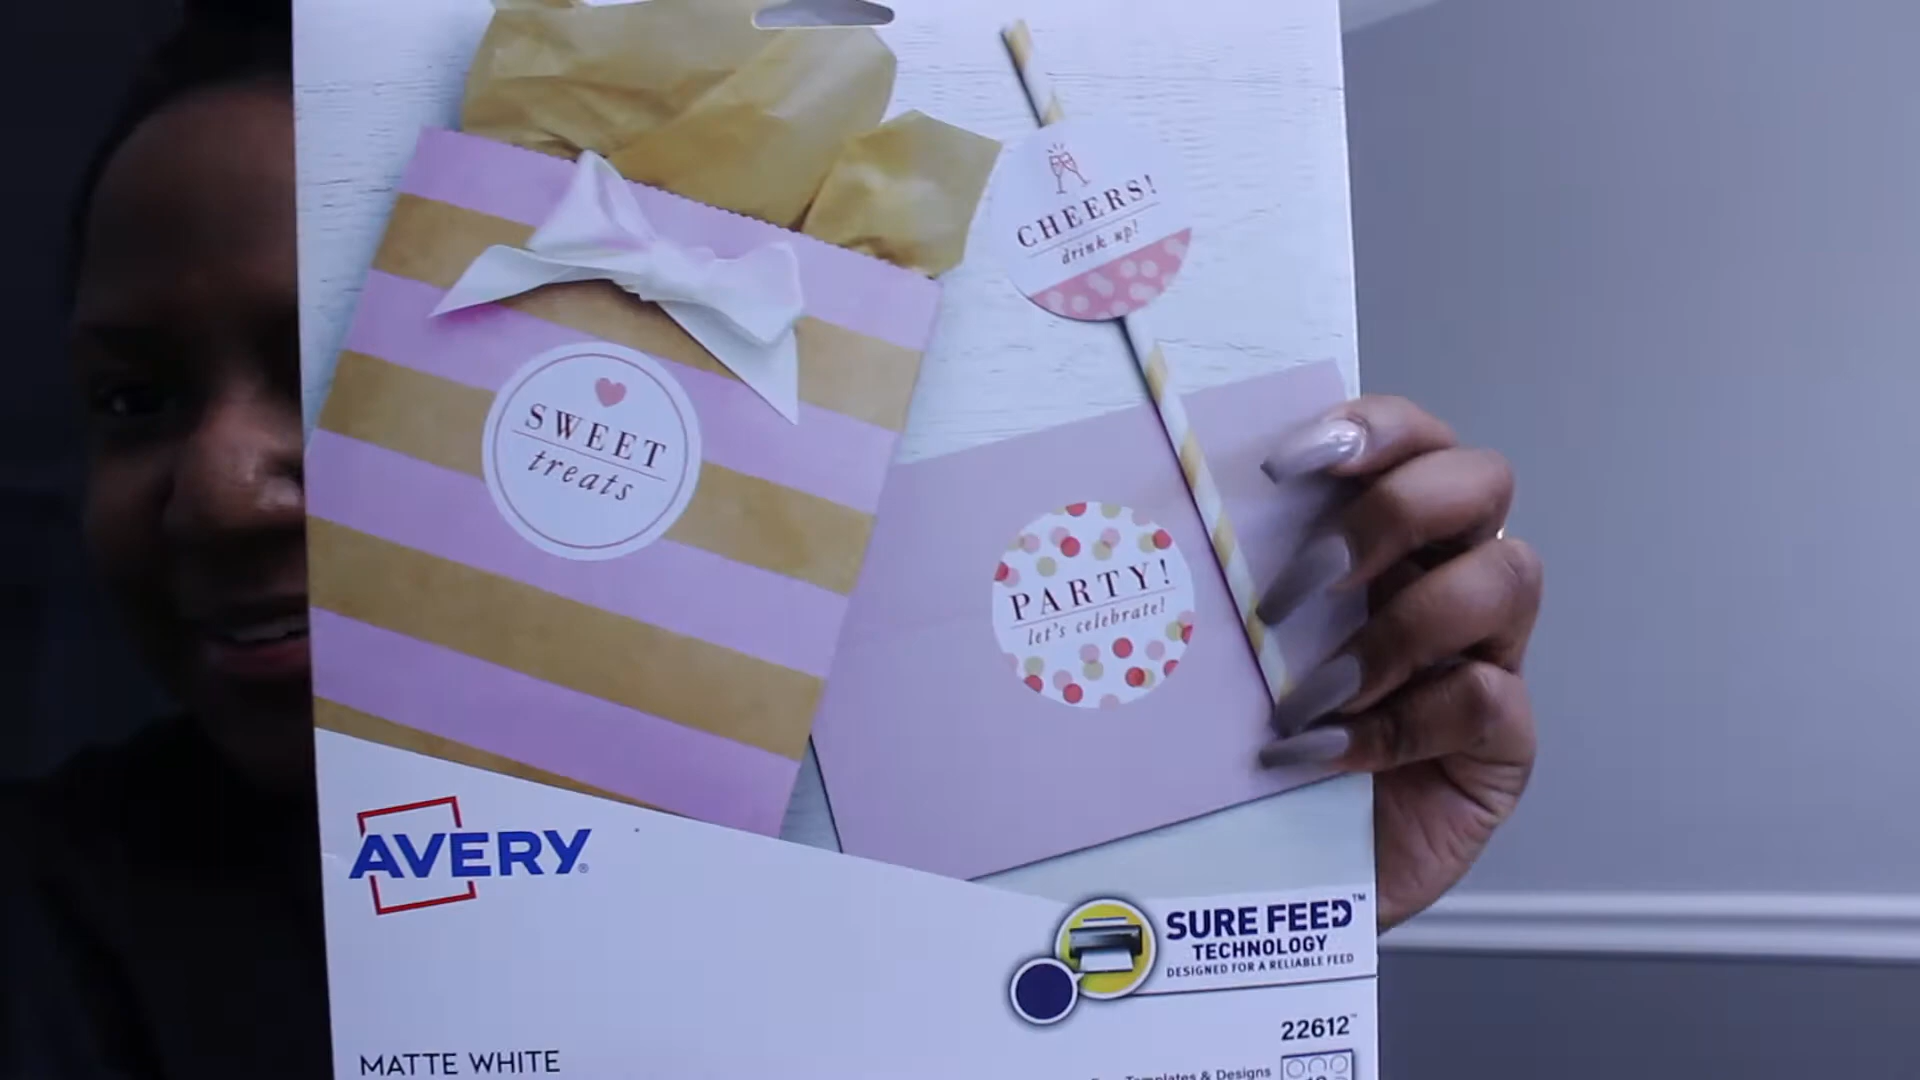 CHEERS!
drink up!
SWEET
treats
PARTY!
let's celebrate!
AVERY®
SURE FEED™
TECHNOLOGY
DESIGNED FOR A RELIABLE FEED
22612™
MATTE WHITE
Templates & Designs